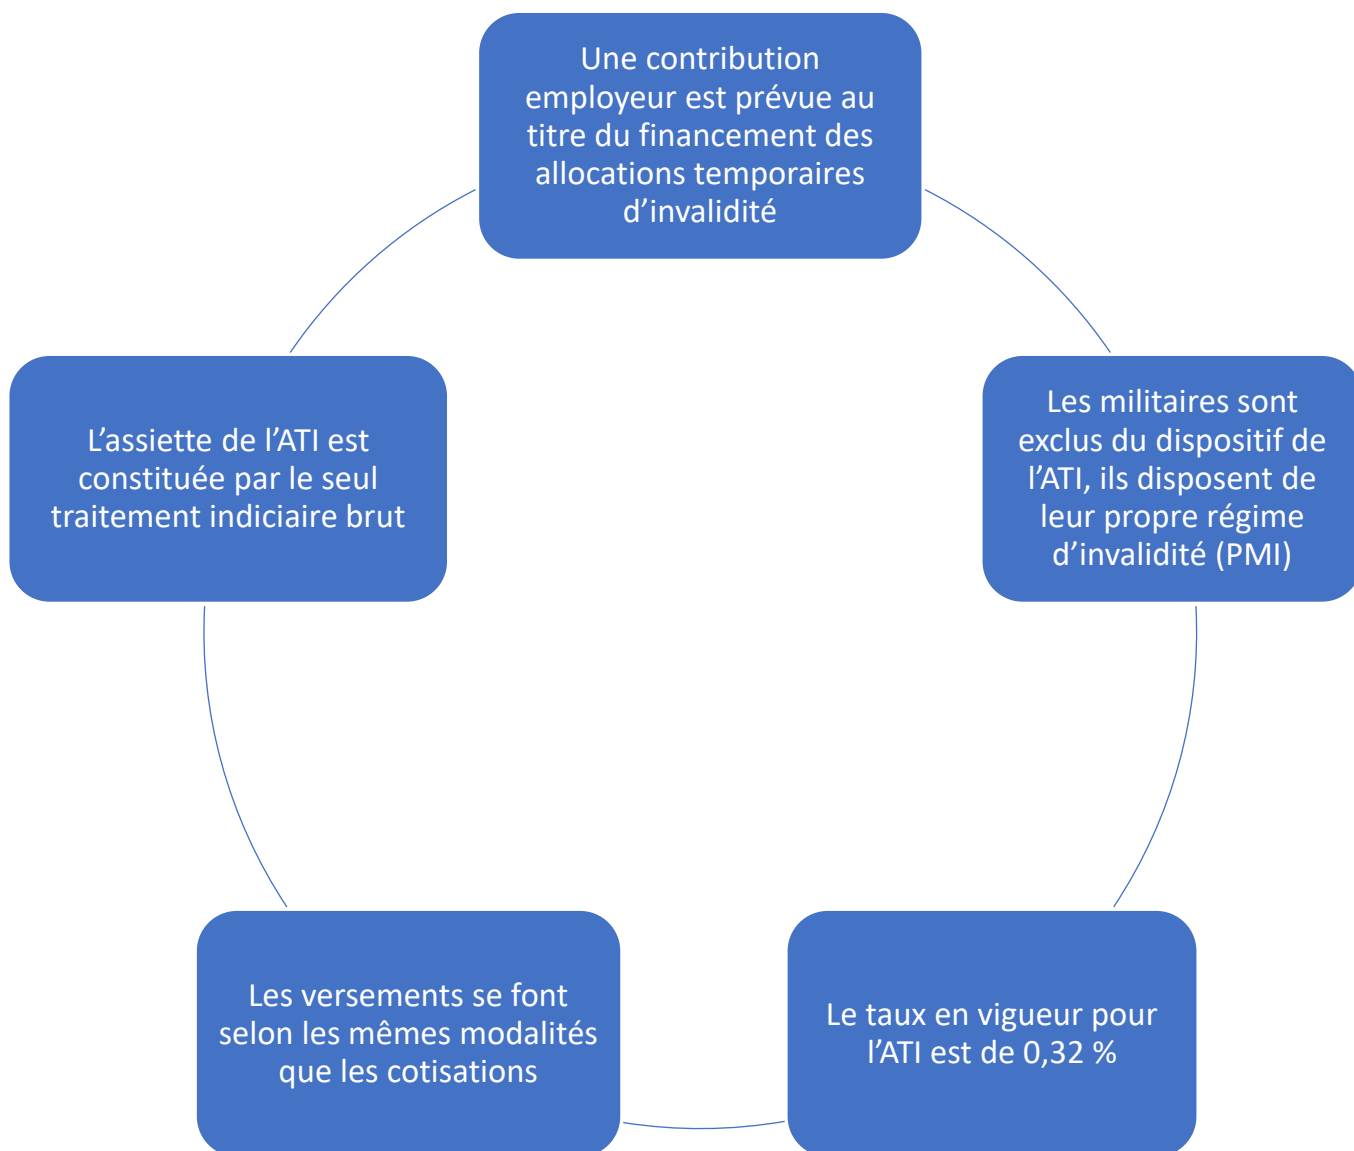 Une contribution
employeur est prévue au
titre du financement des
allocations temporaires
d’invalidité
Les militaires sont
exclus du dispositif de
l’ATI, ils disposent de
leur propre régime
d’invalidité (PMI)
Le taux en vigueur pour
l’ATI est de 0,32 %
Les versements se font
selon les mêmes modalités
que les cotisations
L’assiette de l’ATI est
constituée par le seul
traitement indiciaire brut